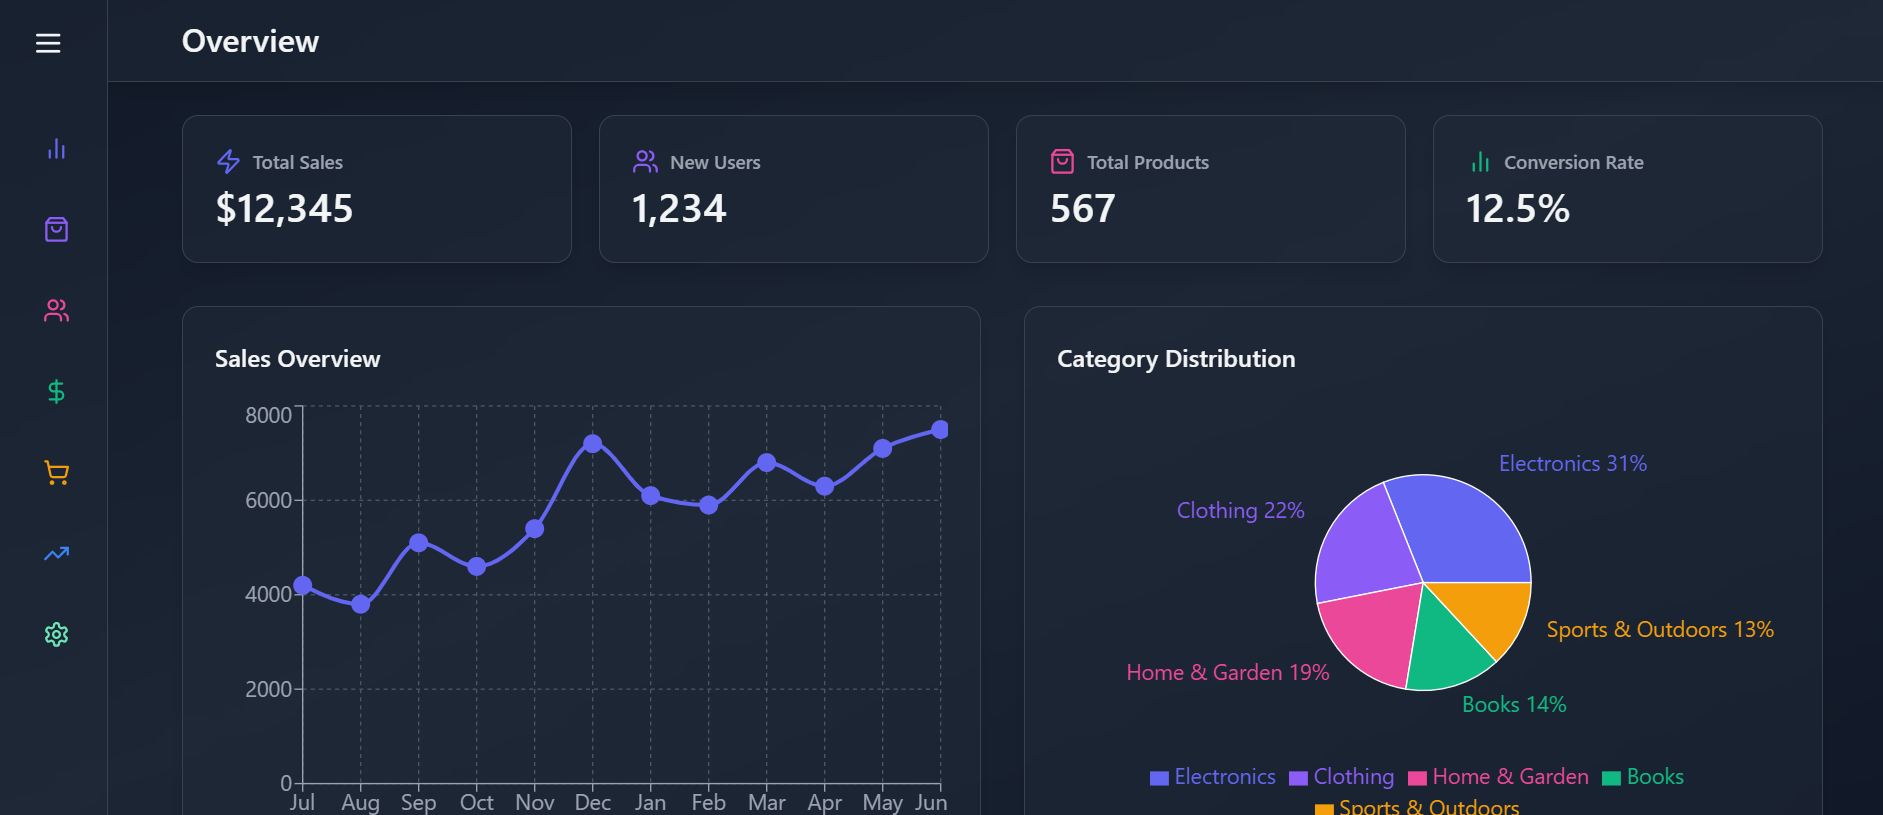 Overview
Total Sales
$12,345
New Users
1,234
Total Products
567
Conversion Rate
12.5%
Sales Overview
8000
6000
4000
2000
0
Jul Aug Sep Oct Nov Dec Jan Feb Mar Apr May Jun
Category Distribution
Electronics 31%
Clothing 22%
Sports & Outdoors 13%
Home & Garden 19%
Books 14%
Electronics Clothing Home & Garden Books
Sports & Outdoors